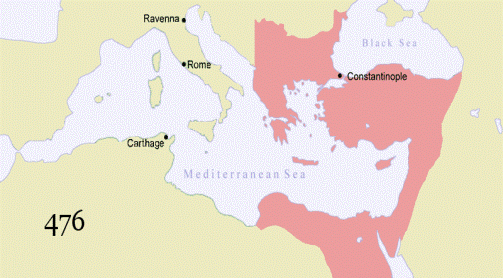 Ravenna
Black Sea
Rome
Constantinople
Carthage
Mediterranean Sea
476